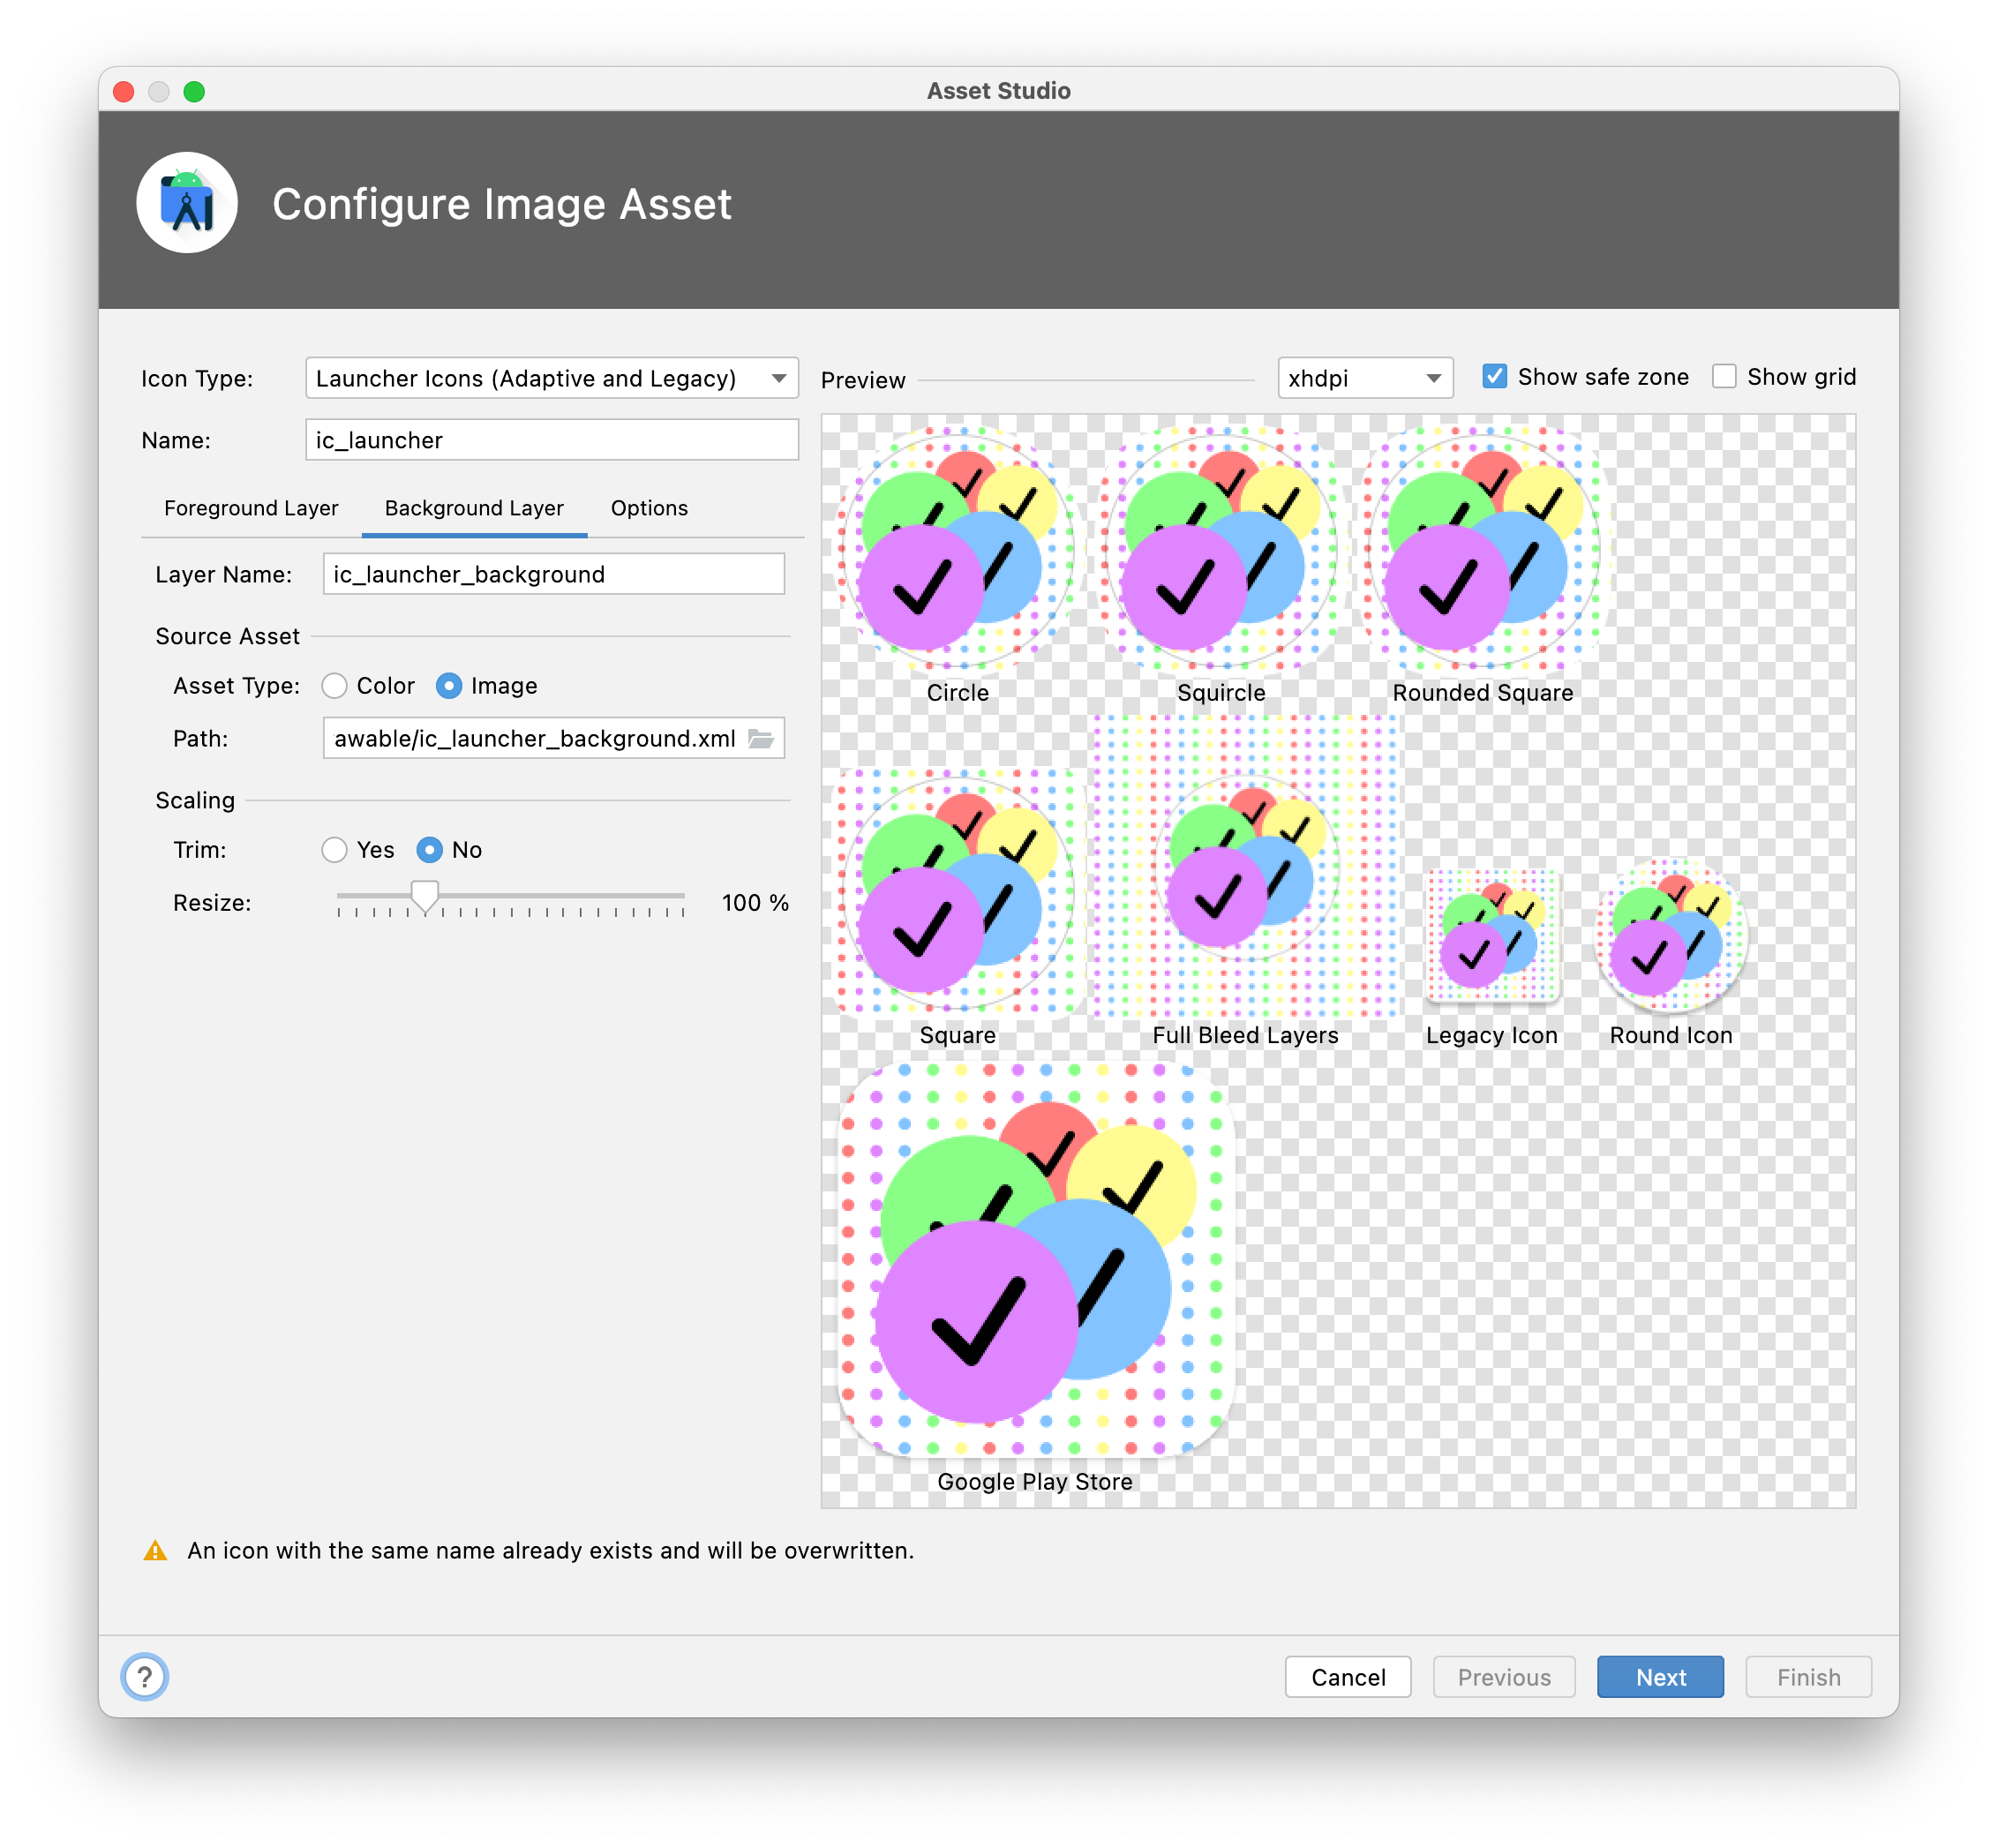 Asset Studio
Configure Image Asset
Icon Type:
Launcher Icons (Adaptive and Legacy)
Name:
ic_launcher
Foreground Layer
Background Layer
Options
Layer Name:
ic_launcher_background
Source Asset
Asset Type:
Color
Image
Path:
awable/ic_launcher_background.xml
Scaling
Trim:
Yes
No
Resize:
100 %
Preview
xhdpi
Show safe zone
Show grid
Circle
Squircle
Rounded Square
Square
Full Bleed Layers
Legacy Icon
Round Icon
Google Play Store
An icon with the same name already exists and will be overwritten.
?
Cancel
Previous
Next
Finish